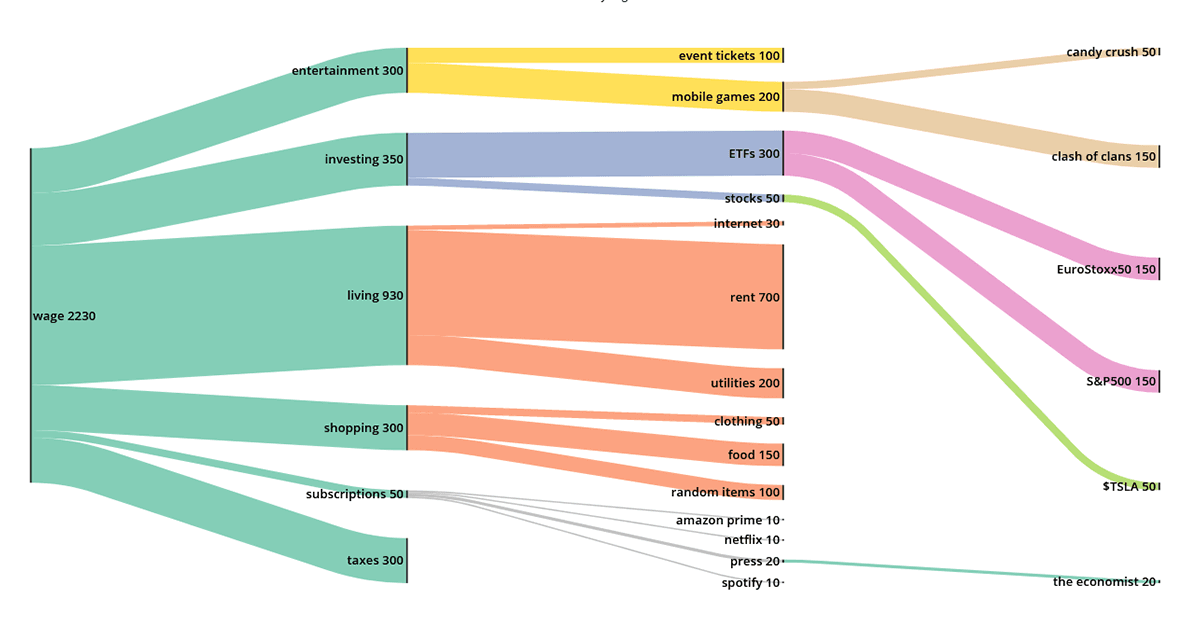 candy crush 50
event tickets 100
entertainment 300
mobile games 200
ETFs 300
clash of clans 150
investing 350
stocks 50
internet 30
EuroStoxx50 150
living 930
rent 700
wage 2230
S&P500 150
utilities 200
clothing 50
shopping 300
food 150
$TSLA 50
random items 100
subscriptions 50
amazon prime 10
netflix 10
taxes 300
press 20
the economist 20
spotify 10